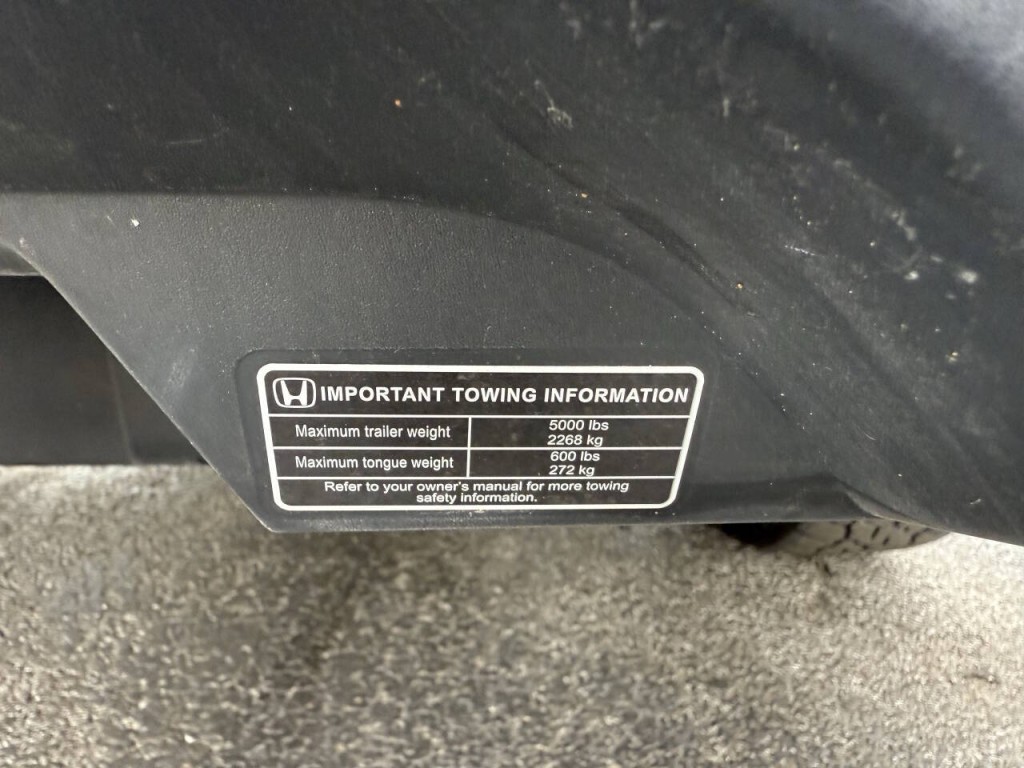 IMPORTANT TOWING INFORMATION
Maximum trailer weight
5000 lbs
2268 kg
Maximum tongue weight
600 lbs
272 kg
Refer to your owner's manual for more towing
safety information.